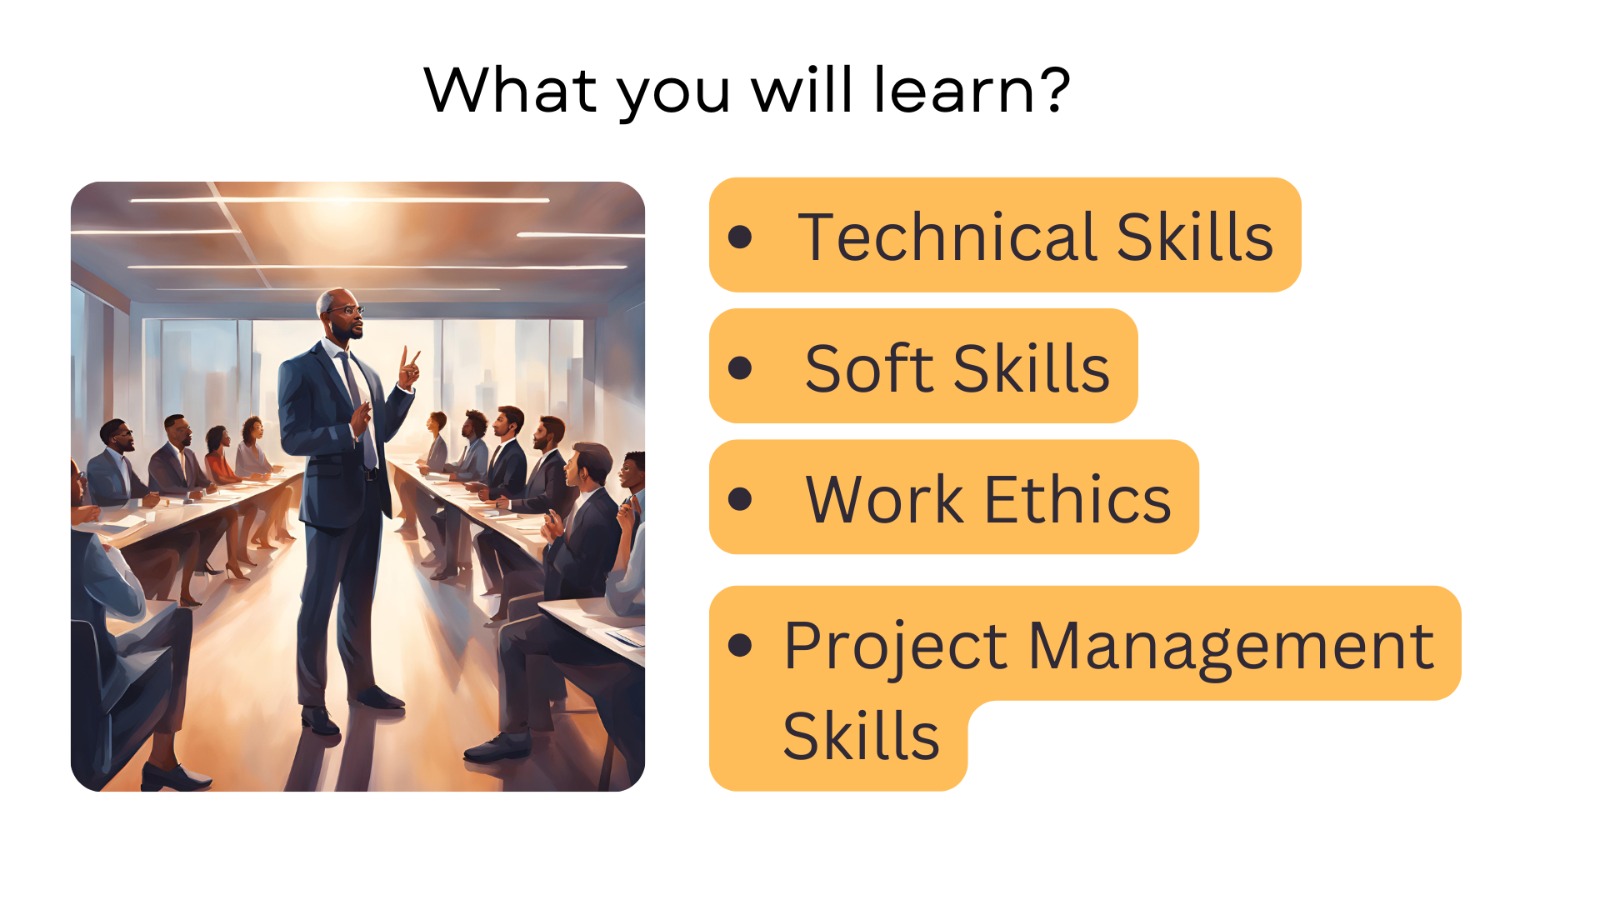 What you will learn?
• Technical Skills
• Soft Skills
• Work Ethics
• Project Management
Skills